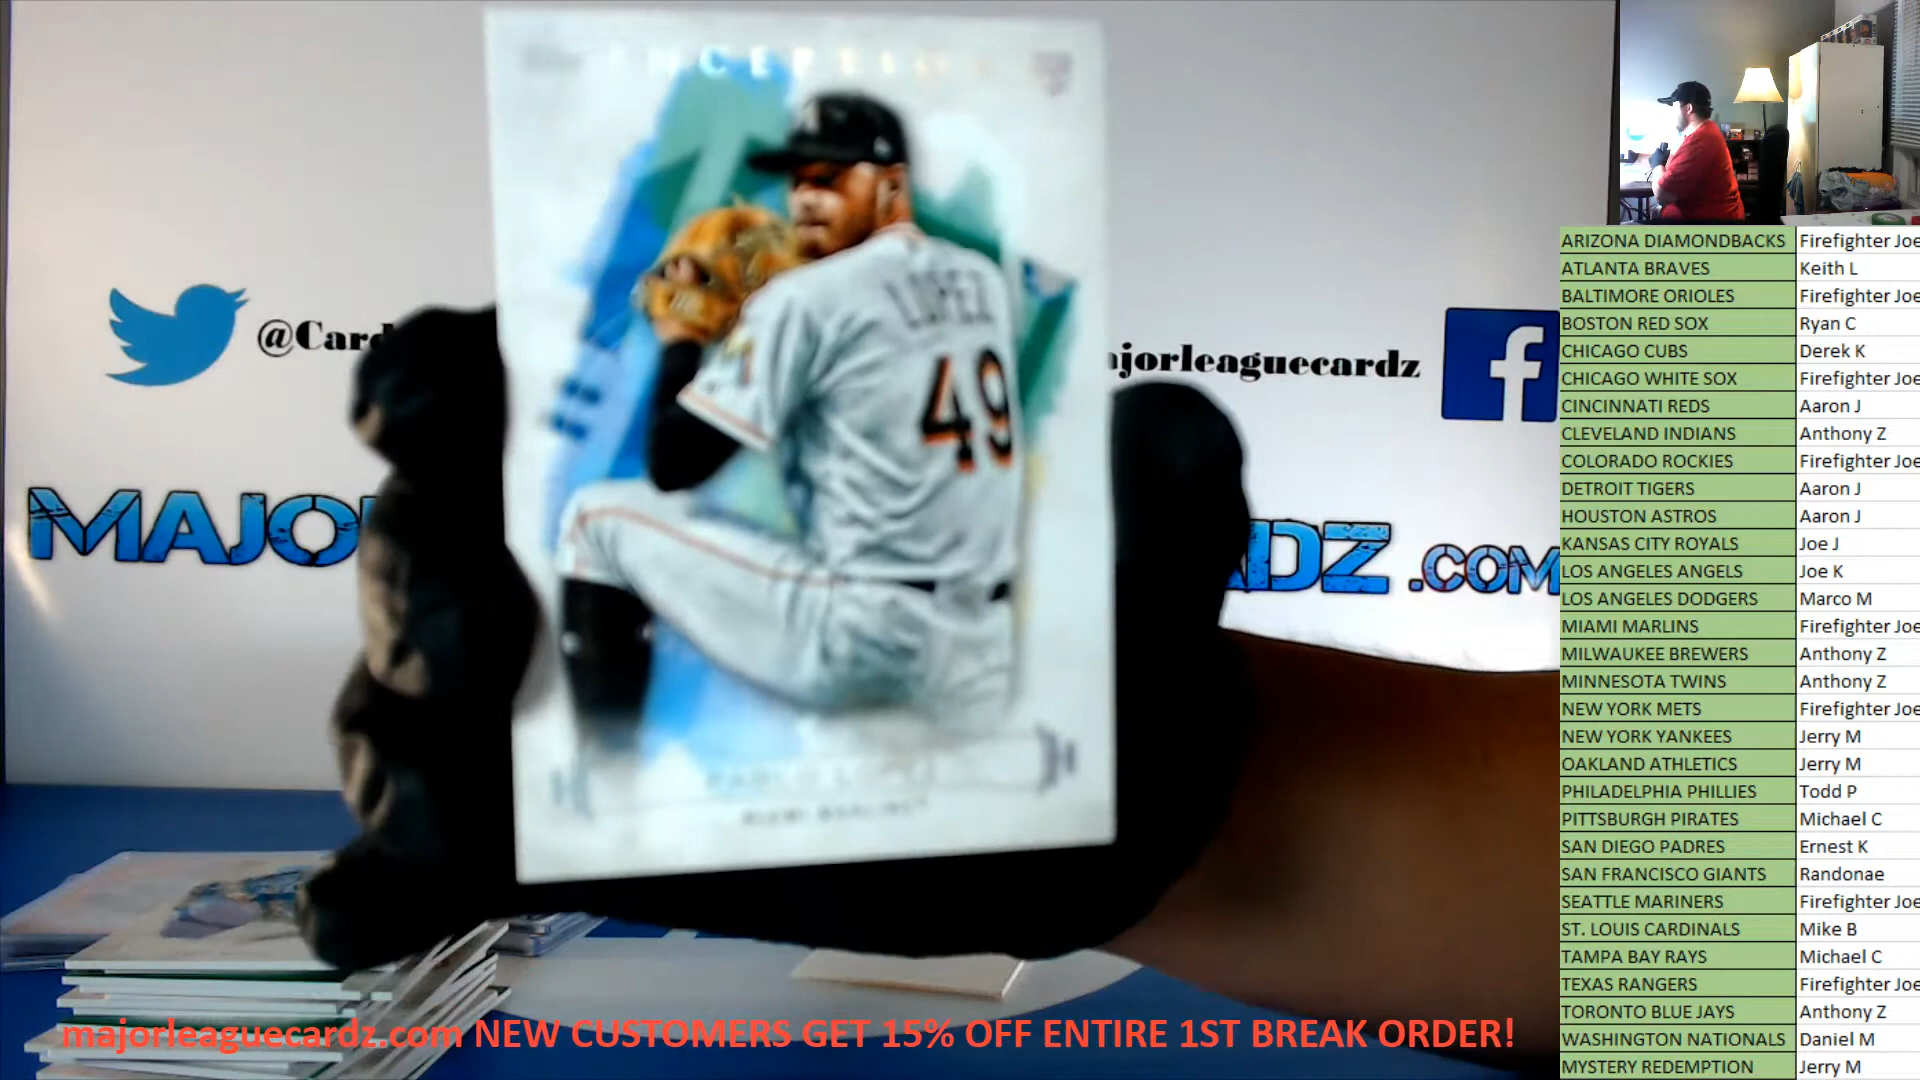 INCEPTION
LOPEZ
49
PABLO LOPEZ
MIAMI MARLINS
@Card
ajorleaguecardz
MAJO
DZ .COM
majorleaguecardz.com NEW CUSTOMERS GET 15% OFF ENTIRE 1ST BREAK ORDER!
ARIZONA DIAMONDBACKS Firefighter Joe
ATLANTA BRAVES Keith L
BALTIMORE ORIOLES Firefighter Joe
BOSTON RED SOX Ryan C
CHICAGO CUBS Derek K
CHICAGO WHITE SOX Firefighter Joe
CINCINNATI REDS Aaron J
CLEVELAND INDIANS Anthony Z
COLORADO ROCKIES Firefighter Joe
DETROIT TIGERS Aaron J
HOUSTON ASTROS Aaron J
KANSAS CITY ROYALS Joe J
LOS ANGELES ANGELS Joe K
LOS ANGELES DODGERS Marco M
MIAMI MARLINS Firefighter Joe
MILWAUKEE BREWERS Anthony Z
MINNESOTA TWINS Anthony Z
NEW YORK METS Firefighter Joe
NEW YORK YANKEES Jerry M
OAKLAND ATHLETICS Jerry M
PHILADELPHIA PHILLIES Todd P
PITTSBURGH PIRATES Michael C
SAN DIEGO PADRES Ernest K
SAN FRANCISCO GIANTS Randonae
SEATTLE MARINERS Firefighter Joe
ST. LOUIS CARDINALS Mike B
TAMPA BAY RAYS Michael C
TEXAS RANGERS Firefighter Joe
TORONTO BLUE JAYS Anthony Z
WASHINGTON NATIONALS Daniel M
MYSTERY REDEMPTION Jerry M